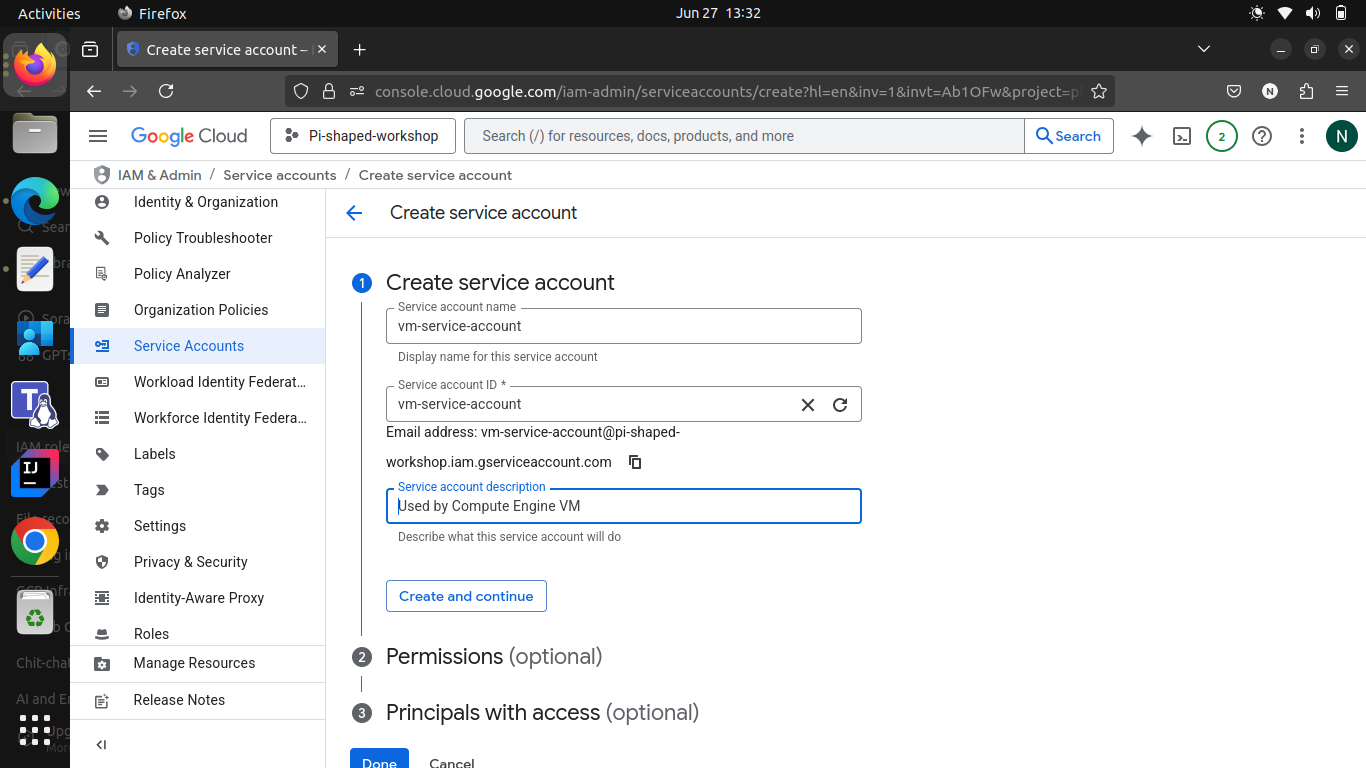 Activities
Firefox
Jun 27 13:32
Create service account –
console.cloud.google.com/iam-admin/serviceaccounts/create?hl=en&inv=1&invt=Ab1OFw&project=pi
N
Google Cloud
Pi-shaped-workshop
Search (/) for resources, docs, products, and more
Search
2
N
IAM & Admin / Service accounts / Create service account
Identity & Organization
Policy Troubleshooter
Policy Analyzer
Organization Policies
Service Accounts
Workload Identity Federat...
Workforce Identity Federa...
Labels
Tags
Settings
Privacy & Security
Identity-Aware Proxy
Roles
Manage Resources
Release Notes
Create service account
1 Create service account
Service account name
vm-service-account
Display name for this service account
Service account ID *
vm-service-account
Email address: vm-service-account@pi-shaped-
workshop.iam.gserviceaccount.com
Service account description
Used by Compute Engine VM
Describe what this service account will do
Create and continue
2 Permissions (optional)
3 Principals with access (optional)
Done
Cancel
T
IJ
GPTs
IAM role
Chit-chat